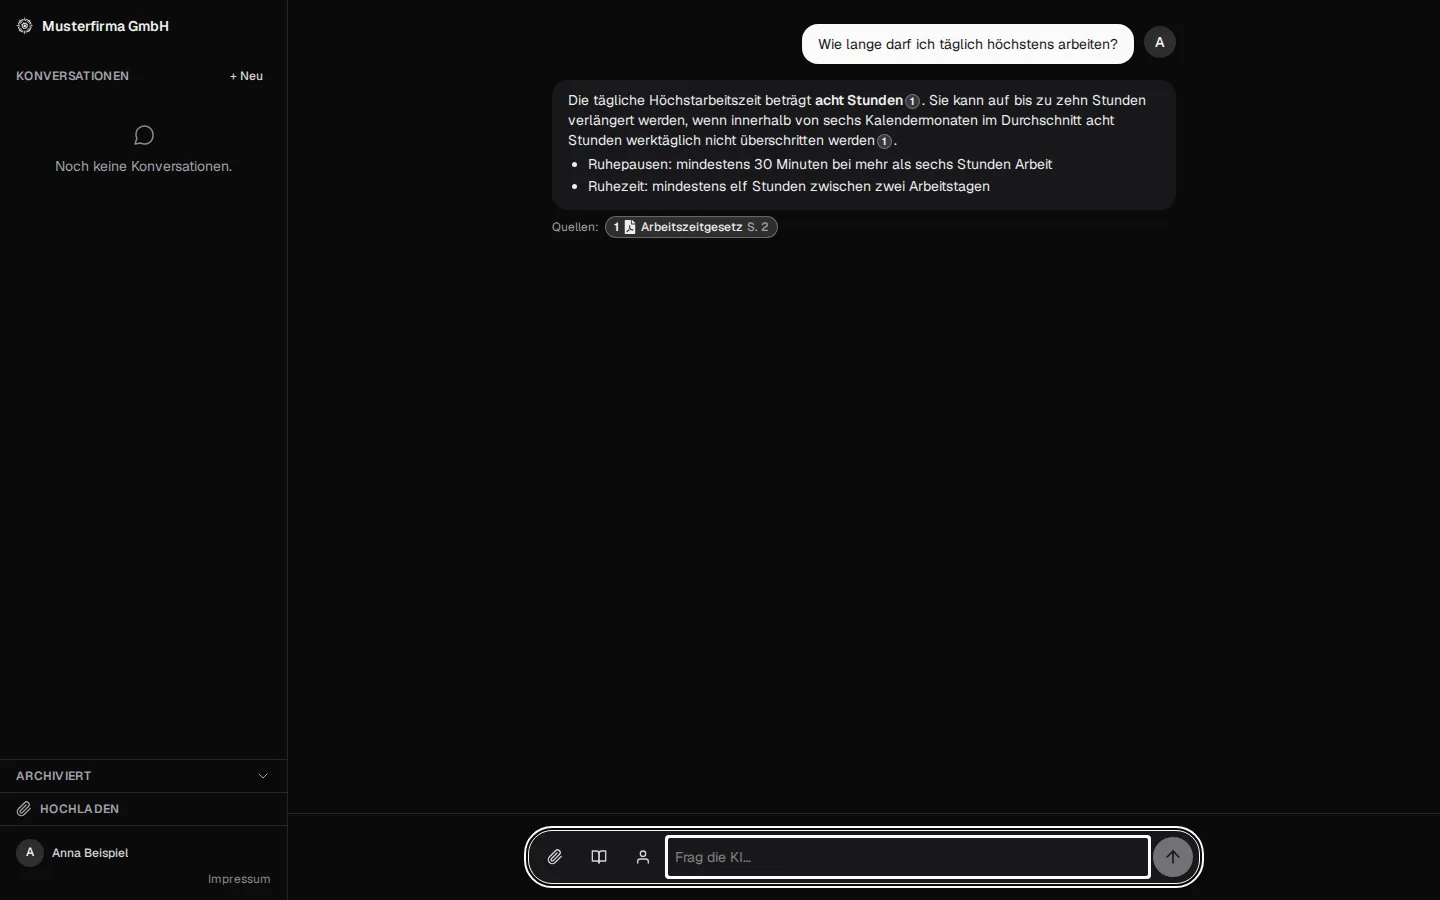 Musterfirma GmbH
KONVERSATIONEN
+ Neu
Noch keine Konversationen.
ARCHIVIERT
HOCHLADEN
A
Anna Beispiel
Impressum
Wie lange darf ich täglich höchstens arbeiten?
A
Die tägliche Höchstarbeitszeit beträgt acht Stunden 1. Sie kann auf bis zu zehn Stunden
verlängert werden, wenn innerhalb von sechs Kalendermonaten im Durchschnitt acht
Stunden werktäglich nicht überschritten werden 1.
• Ruhepausen: mindestens 30 Minuten bei mehr als sechs Stunden Arbeit
• Ruhezeit: mindestens elf Stunden zwischen zwei Arbeitstagen
Quellen: 1 Arbeitszeitgesetz S. 2
Frag die KI...